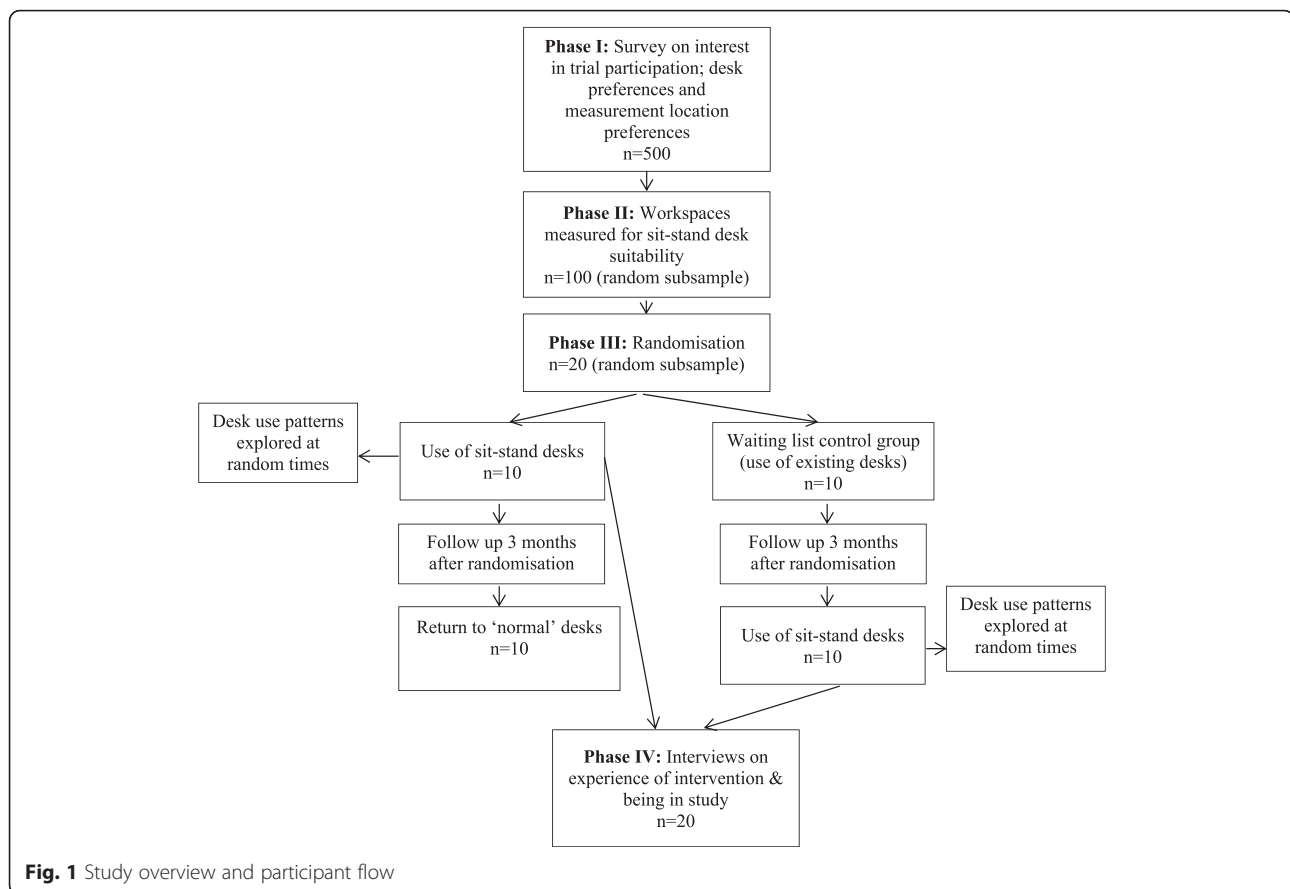 Phase I: Survey on interest
in trial participation; desk
preferences and
measurement location
preferences
n=500
Phase II: Workspaces
measured for sit-stand desk
suitability
n=100 (random subsample)
Phase III: Randomisation
n=20 (random subsample)
Desk use patterns
explored at
random times
Use of sit-stand desks
n=10
Waiting list control group
(use of existing desks)
n=10
Follow up 3 months
after randomisation
Follow up 3 months
after randomisation
Return to ‘normal’ desks
n=10
Use of sit-stand desks
n=10
Desk use patterns
explored at
random times
Phase IV: Interviews on
experience of intervention &
being in study
n=20
Fig. 1 Study overview and participant flow